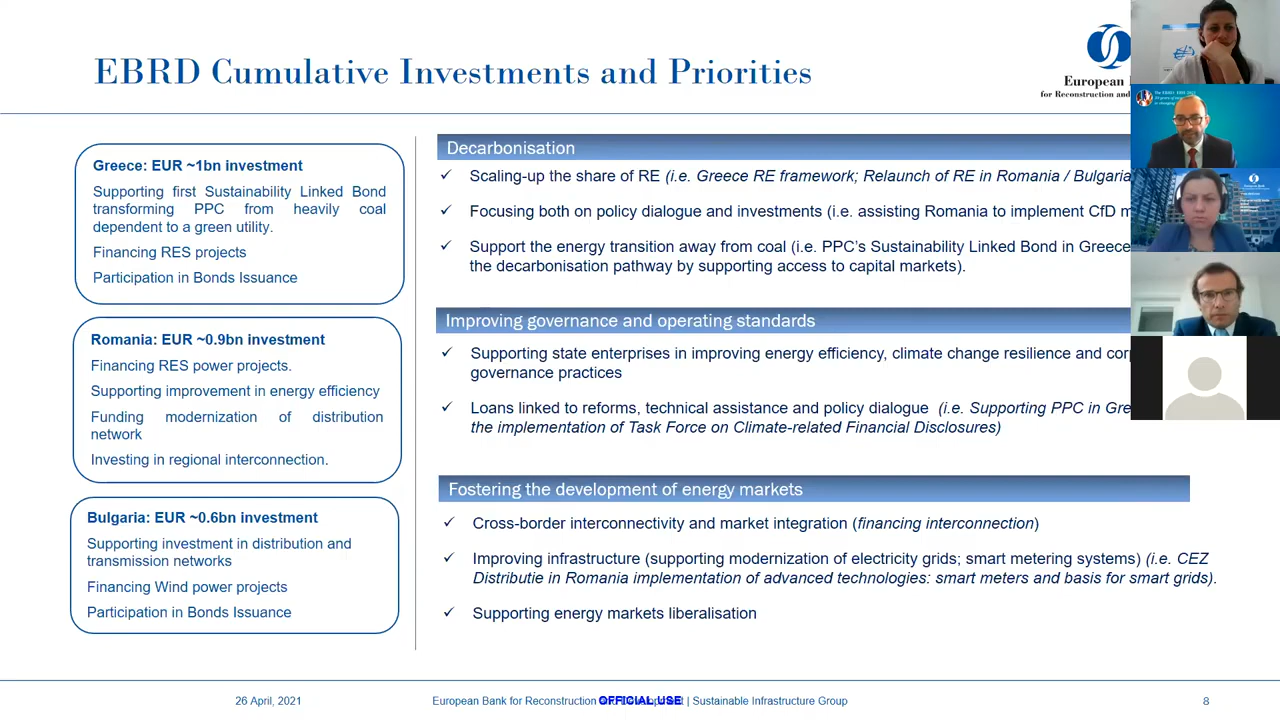 EBRD Cumulative Investments and Priorities
European
for Reconstruction and
Greece: EUR ~1bn investment
Supporting first Sustainability Linked Bond
transforming PPC from heavily coal
dependent to a green utility.
Financing RES projects
Participation in Bonds Issuance
Romania: EUR ~0.9bn investment
Financing RES power projects.
Supporting improvement in energy efficiency
Funding modernization of distribution
network
Investing in regional interconnection.
Bulgaria: EUR ~0.6bn investment
Supporting investment in distribution and
transmission networks
Financing Wind power projects
Participation in Bonds Issuance
Decarbonisation
✓ Scaling-up the share of RE (i.e. Greece RE framework; Relaunch of RE in Romania / Bulgaria
✓ Focusing both on policy dialogue and investments (i.e. assisting Romania to implement CfD
✓ Support the energy transition away from coal (i.e. PPC's Sustainability Linked Bond in Greece
the decarbonisation pathway by supporting access to capital markets).
Improving governance and operating standards
✓ Supporting state enterprises in improving energy efficiency, climate change resilience and
governance practices
✓ Loans linked to reforms, technical assistance and policy dialogue (i.e. Supporting PPC in
the implementation of Task Force on Climate-related Financial Disclosures)
Fostering the development of energy markets
✓ Cross-border interconnectivity and market integration (financing interconnection)
✓ Improving infrastructure (supporting modernization of electricity grids; smart metering systems) (i.e. CEZ
Distributie in Romania implementation of advanced technologies: smart meters and basis for smart grids).
✓ Supporting energy markets liberalisation
26 April, 2021
European Bank for Reconstruction and Development | Sustainable Infrastructure Group
OFFICIAL USE
8